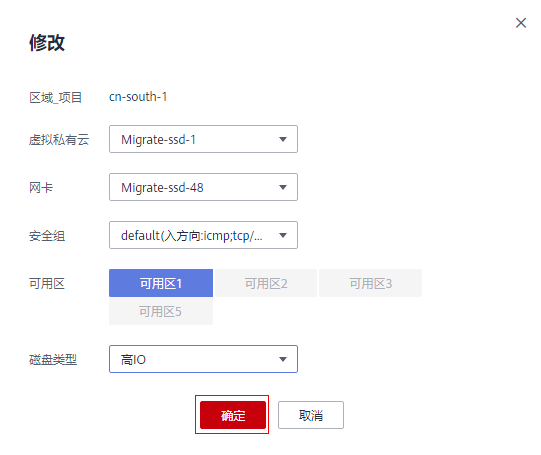 修改
区域_项目 cn-south-1
虚拟私有云 Migrate-ssd-1
网卡 Migrate-ssd-48
安全组 default(入方向:icmp;tcp/...
可用区 可用区1 可用区2 可用区3
可用区5
磁盘类型 高IO
确定 取消